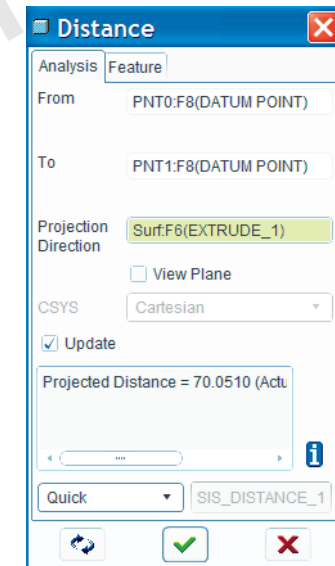 Distance
Analysis Feature
From PNT0:F8(DATUM POINT)
To PNT1:F8(DATUM POINT)
Projection Direction Surf:F6(EXTRUDE_1)
View Plane
CSYS Cartesian
Update
Projected Distance = 70.0510 (Actu
Quick SIS_DISTANCE_1